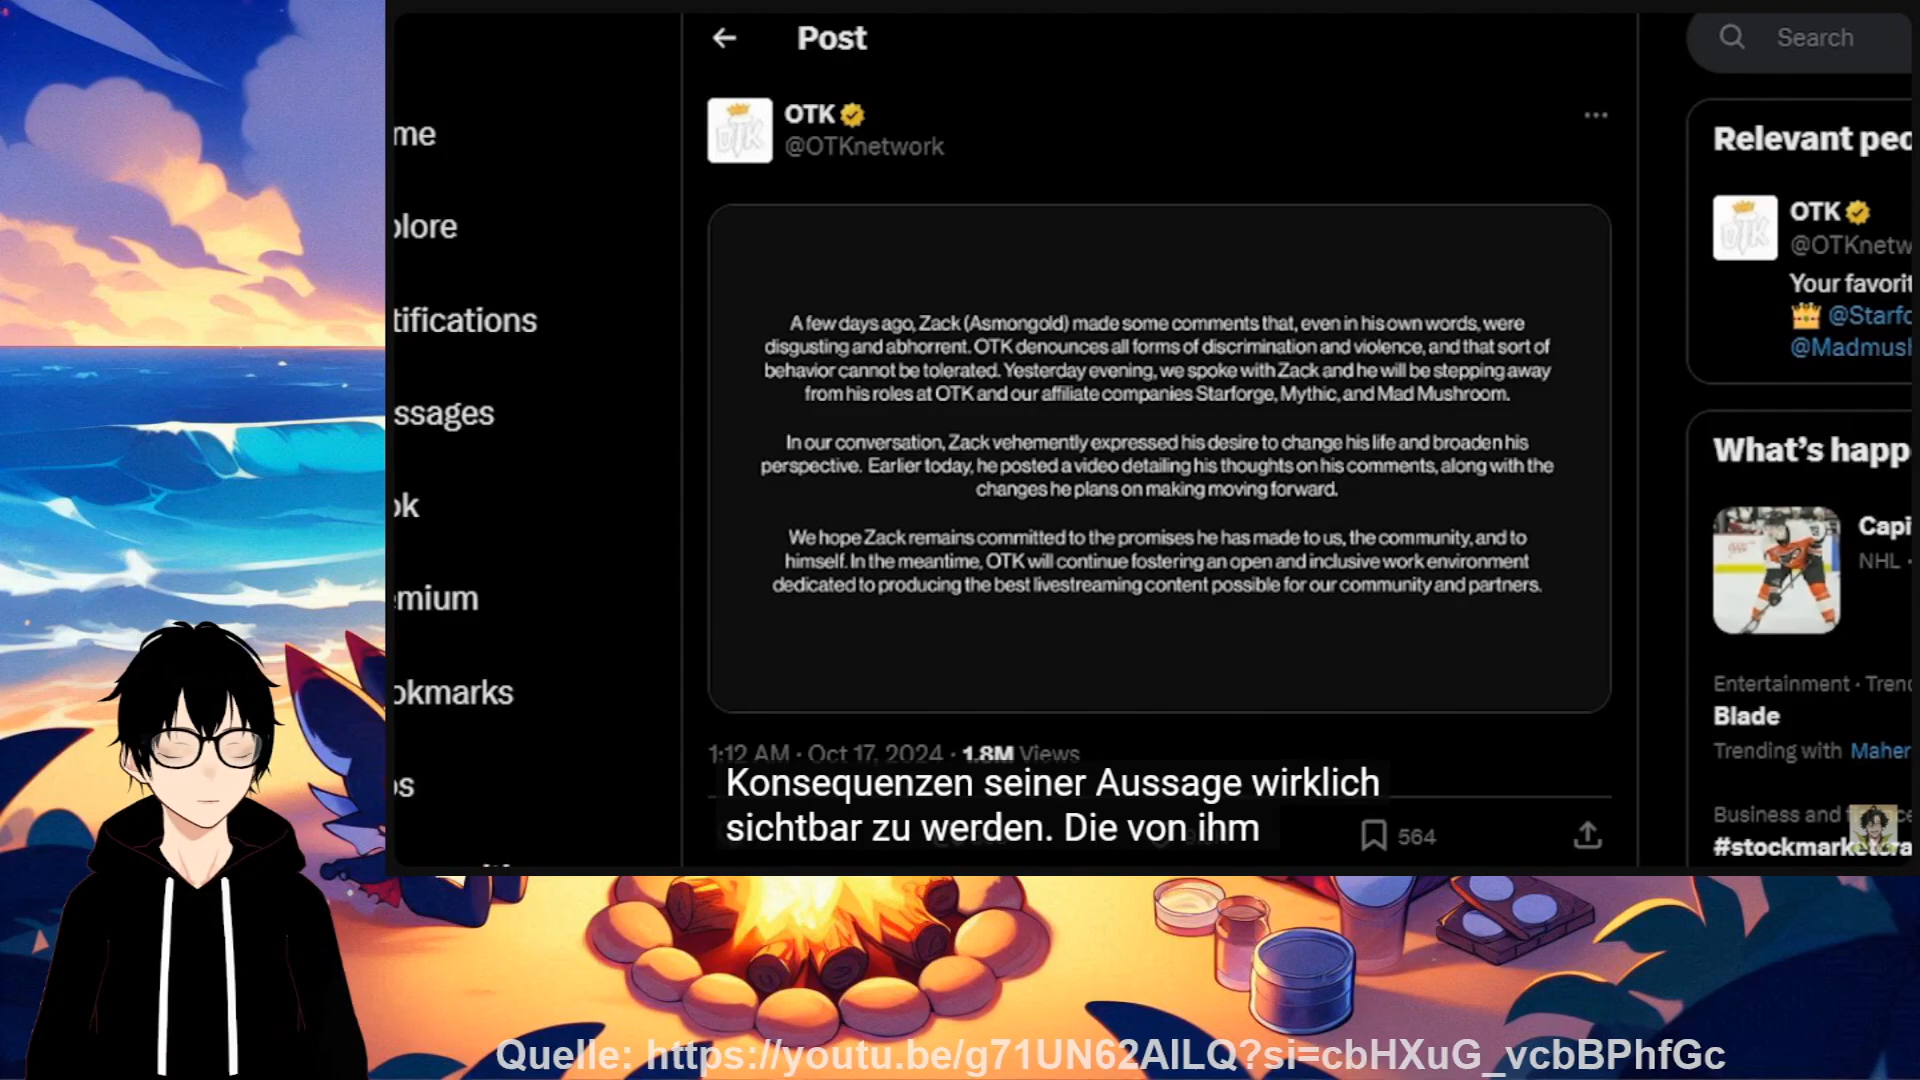 Post
Search
OTK
@OTKnetwork
me
plore
tifications
ssages
ok
emium
okmarks
os
A few days ago, Zack (Asmongold) made some comments that, even in his own words, were
disgusting and abhorrent. OTK denounces all forms of discrimination and violence, and that sort of
behavior cannot be tolerated. Yesterday evening, we spoke with Zack and he will be stepping away
from his roles at OTK and our affiliate companies Starforge, Mythic, and Mad Mushroom.
In our conversation, Zack vehemently expressed his desire to change his life and broaden his
perspective. Earlier today, he posted a video detailing his thoughts on his comments, along with the
changes he plans on making moving forward.
We hope Zack remains committed to the promises he has made to us, the community, and to
himself. In the meantime, OTK will continue fostering an open and inclusive work environment
dedicated to producing the best livestreaming content possible for our community and partners.
1:12 AM · Oct 17, 2024 · 1.8M Views
564
Konsequenzen seiner Aussage wirklich
sichtbar zu werden. Die von ihm
Relevant peo
OTK
@OTKnetw
Your favorit
@Starfo
@Madmush
What's happ
Capi
NHL ·
Entertainment · Trend
Blade
Trending with Maher
Business and
#stockmarket
Quelle: https://youtu.be/g71UN62AILQ?si=cbHXuG_vcbBPhfGc